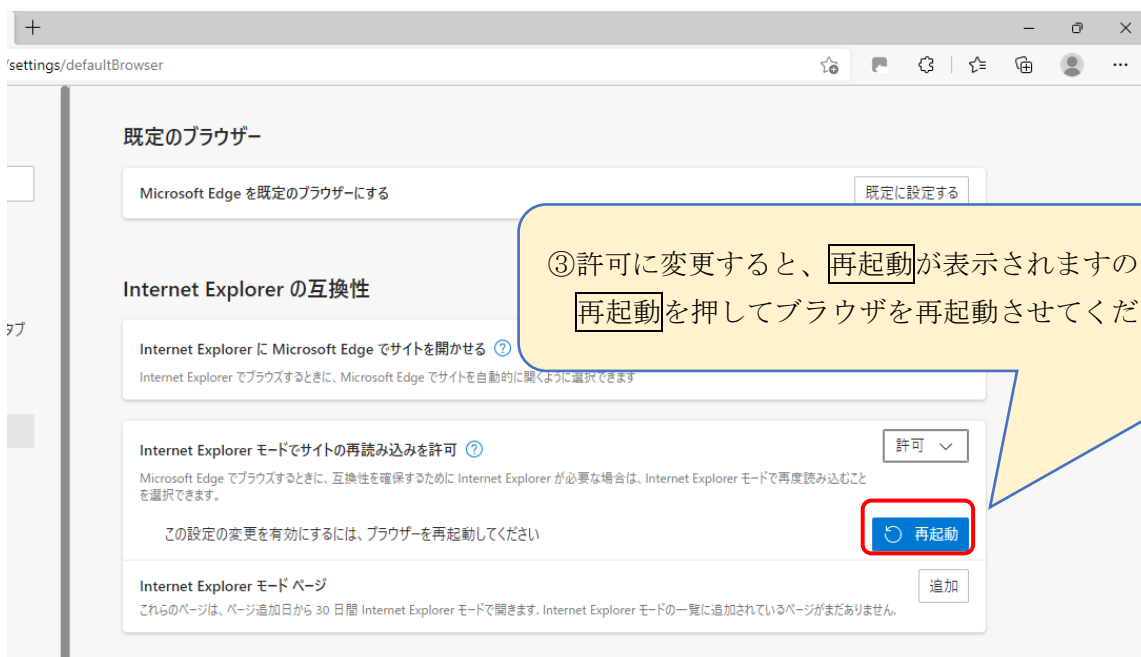 /settings/defaultBrowser
既定のブラウザー
Microsoft Edge を既定のブラウザーにする
既定に設定する
③許可に変更すると、再起動が表示されますの
再起動を押してブラウザを再起動させてくだ
Internet Explorer の互換性
タブ
Internet Explorer に Microsoft Edge でサイトを開かせる
Internet Explorer でブラウズするときに、Microsoft Edge でサイトを自動的に開くように選択できます
Internet Explorer モードでサイトの再読み込みを許可
許可
Microsoft Edge でブラウズするときに、互換性を確保するために Internet Explorer が必要な場合は、Internet Explorer モードで再度読み込むこと
を選択できます。
この設定の変更を有効にするには、ブラウザーを再起動してください
再起動
Internet Explorer モード ページ
追加
これらのページは、ページ追加日から 30 日間 Internet Explorer モードで開きます. Internet Explorer モードの一覧に追加されているページがまだありません.